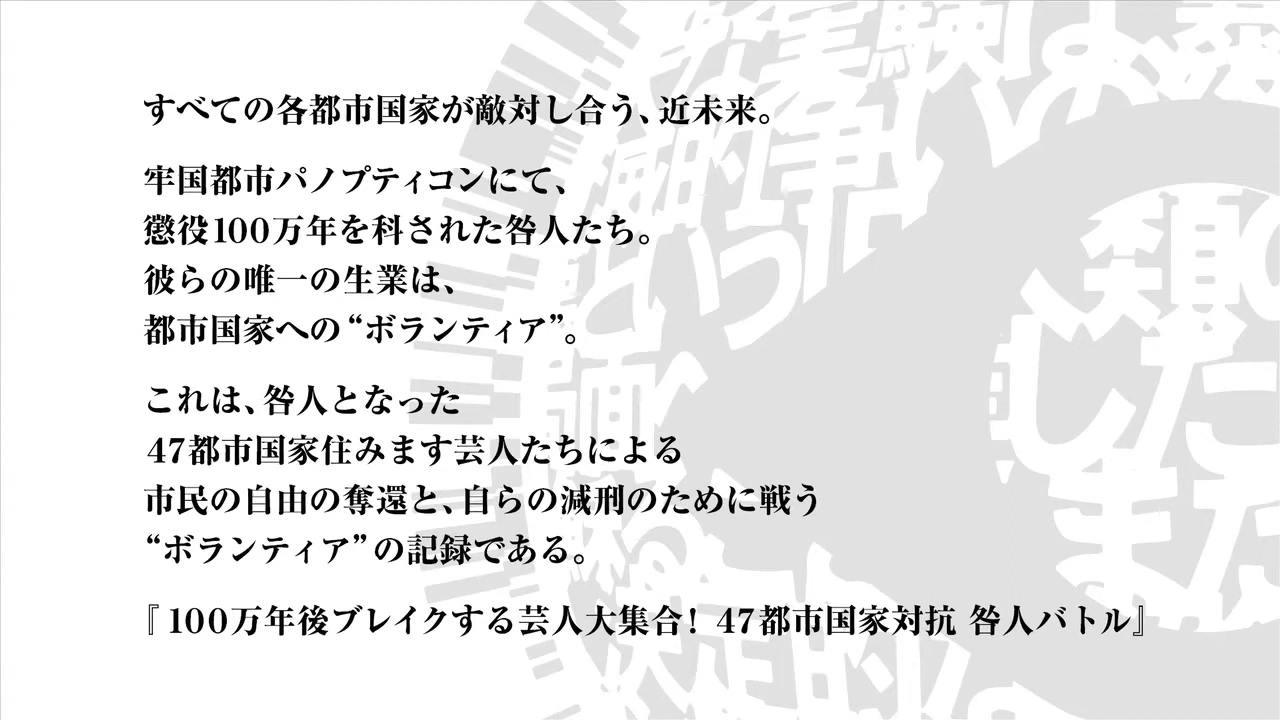 すべての各都市国家が敵対し合う、近未来。
牢国都市パノプティコンにて、
懲役100万年を科された咎人たち。
彼らの唯一の生業は、
都市国家への“ボランティア”。
これは、咎人となった
47都市国家住みます芸人たちによる
市民の自由の奪還と、自らの減刑のために戦う
“ボランティア”の記録である。
『100万年後ブレイクする芸人大集合! 47都市国家対抗 咎人バトル』